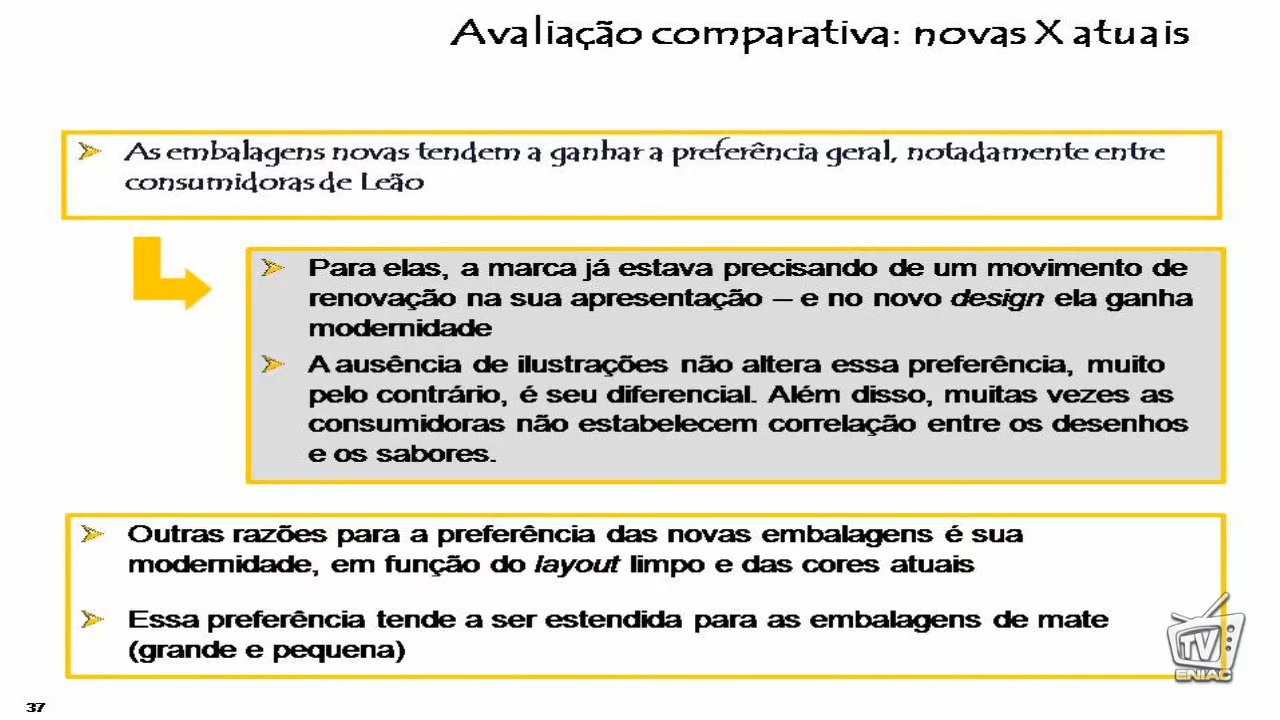 Avaliação comparativa: novas X atuais
As embalagens novas tendem a ganhar a preferência geral, notadamente entre
consumidoras de Leão
Para elas, a marca já estava precisando de um movimento de
renovação na sua apresentação – e no novo design ela ganha
modernidade
A ausência de ilustrações não altera essa preferência, muito
pelo contrário, é seu diferencial. Além disso, muitas vezes as
consumidoras não estabelecem correlação entre os desenhos
e os sabores.
Outras razões para a preferência das novas embalagens é sua
modernidade, em função do layout limpo e das cores atuais
Essa preferência tende a ser estendida para as embalagens de mate
(grande e pequena)
TV
ENIAC
37